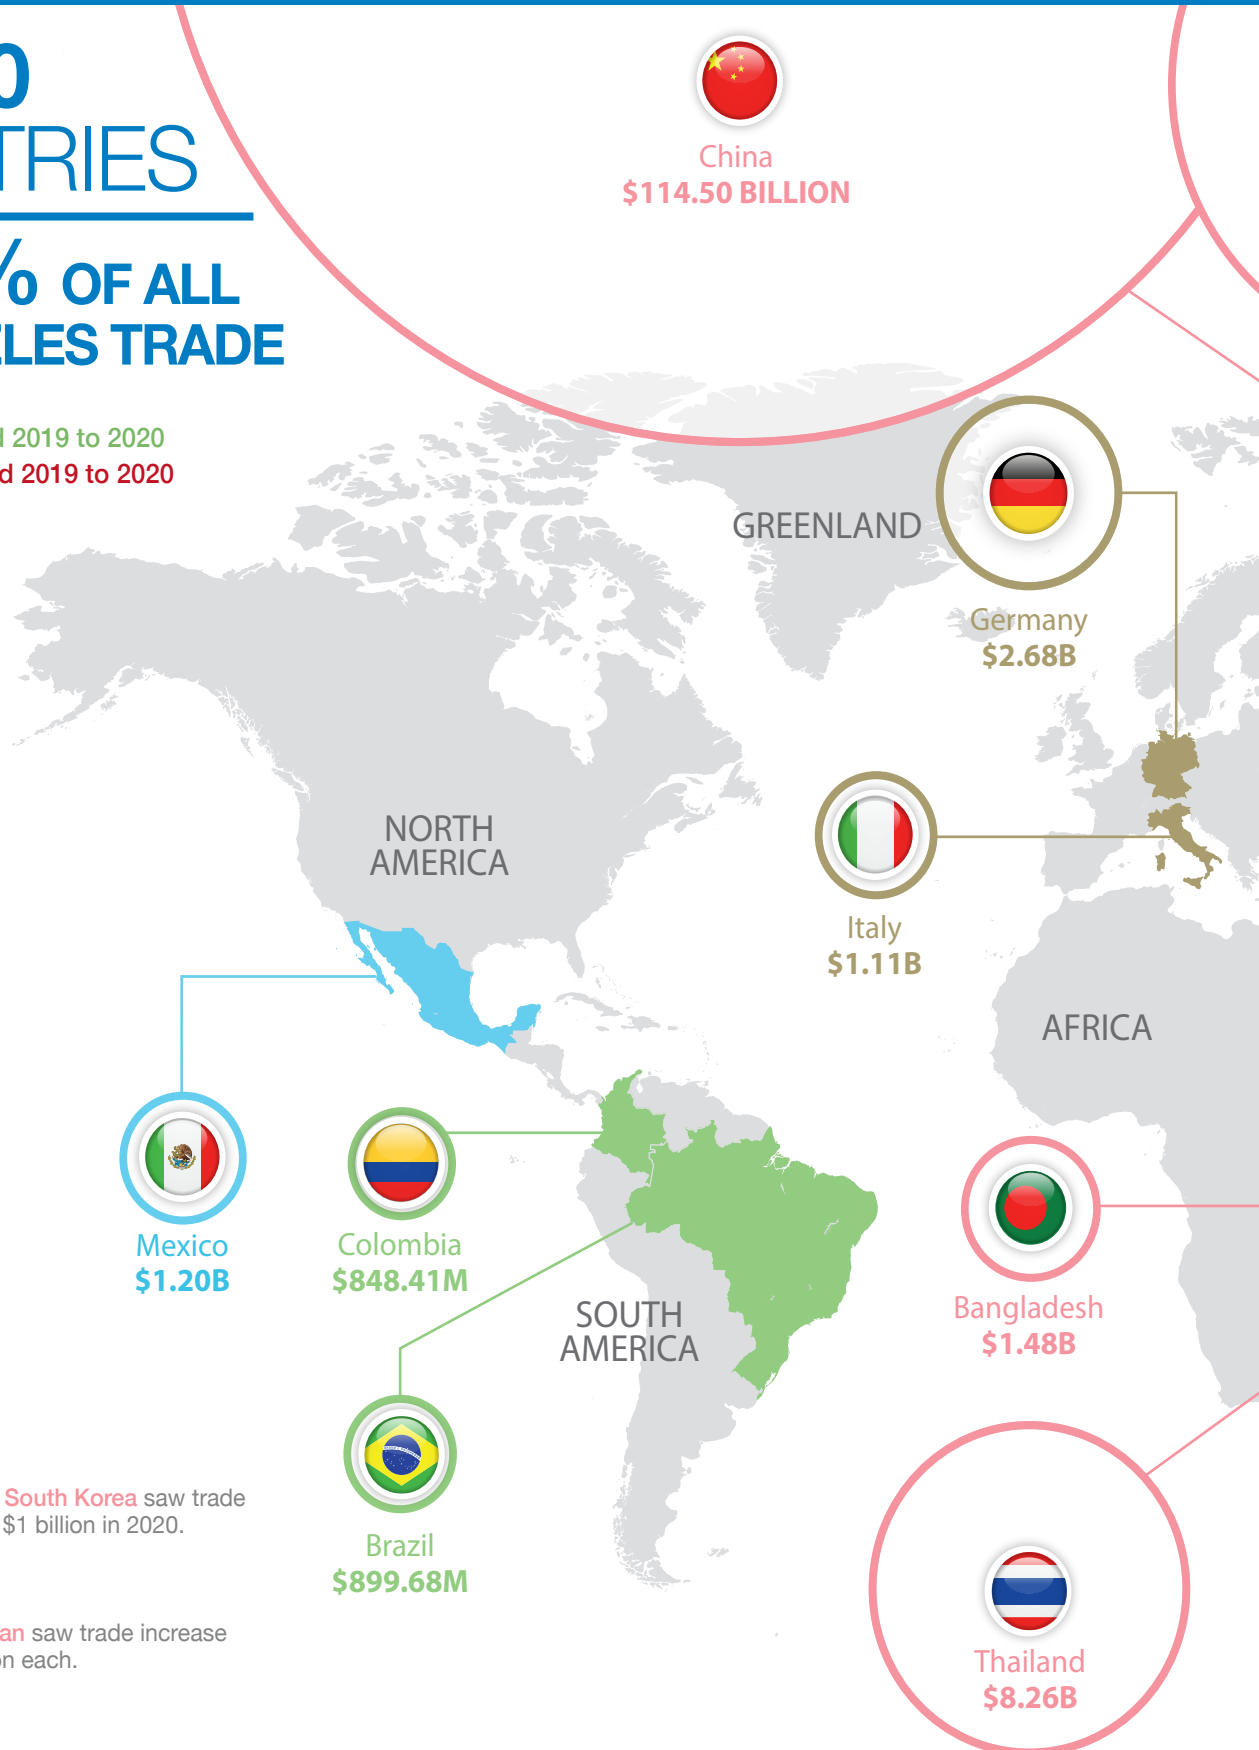 0
TRIES
% OF ALL
ELES TRADE
d 2019 to 2020
d 2019 to 2020
China
$114.50 BILLION
GREENLAND
Germany
$2.68B
NORTH
AMERICA
Italy
$1.11B
AFRICA
Mexico
$1.20B
Colombia
$848.41M
SOUTH
AMERICA
Bangladesh
$1.48B
South Korea saw trade
$1 billion in 2020.
Brazil
$899.68M
an saw trade increase
on each.
Thailand
$8.26B